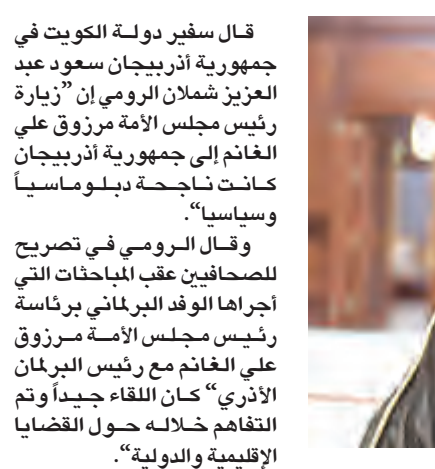 قال سفير دولة الكويت في
جمهورية أذربيجان سعود عبد
العزيز شملان الرومي إن ”زيارة
رئيس مجلس الأمة مرزوق علي
الغانم إلى جمهورية أذربيجان
كانت ناجحة دبلوماسياً
وسياسيا“.
وقال الرومي في تصريح
للصحافيين عقب المباحثات التي
أجراها الوفد البرلماني برئاسة
رئيس مجلس الأمة مرزوق
علي الغانم مع رئيس البرلمان
الأذري“ كان اللقاء جيداً وتم
التفاهم خلاله حول القضايا
الإقليمية والدولية“.